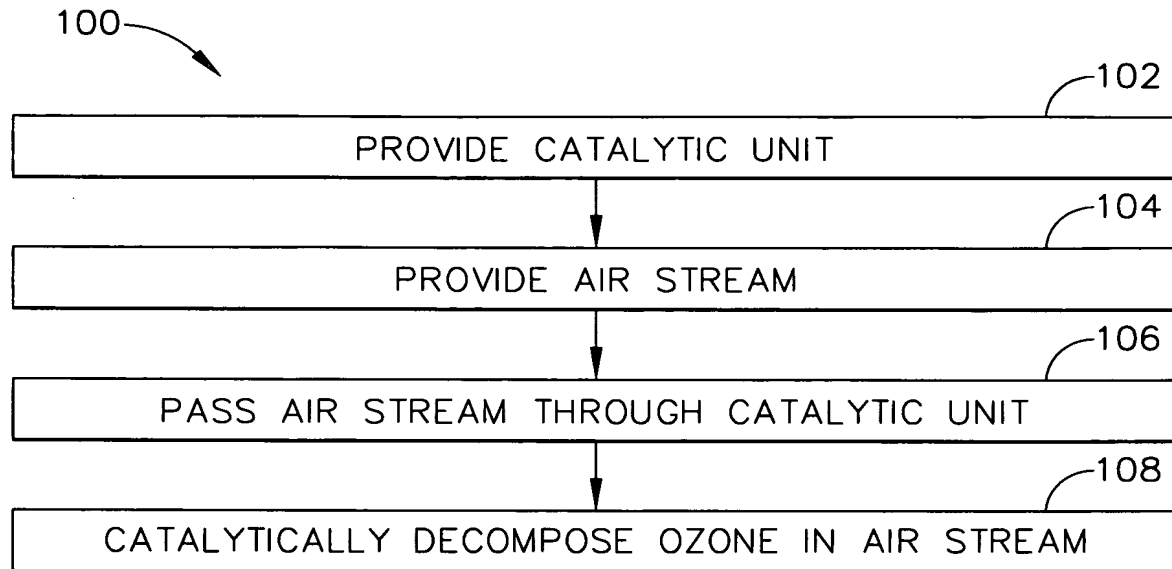 100
102
PROVIDE CATALYTIC UNIT
104
PROVIDE AIR STREAM
106
PASS AIR STREAM THROUGH CATALYTIC UNIT
108
CATALYTICALLY DECOMPOSE OZONE IN AIR STREAM